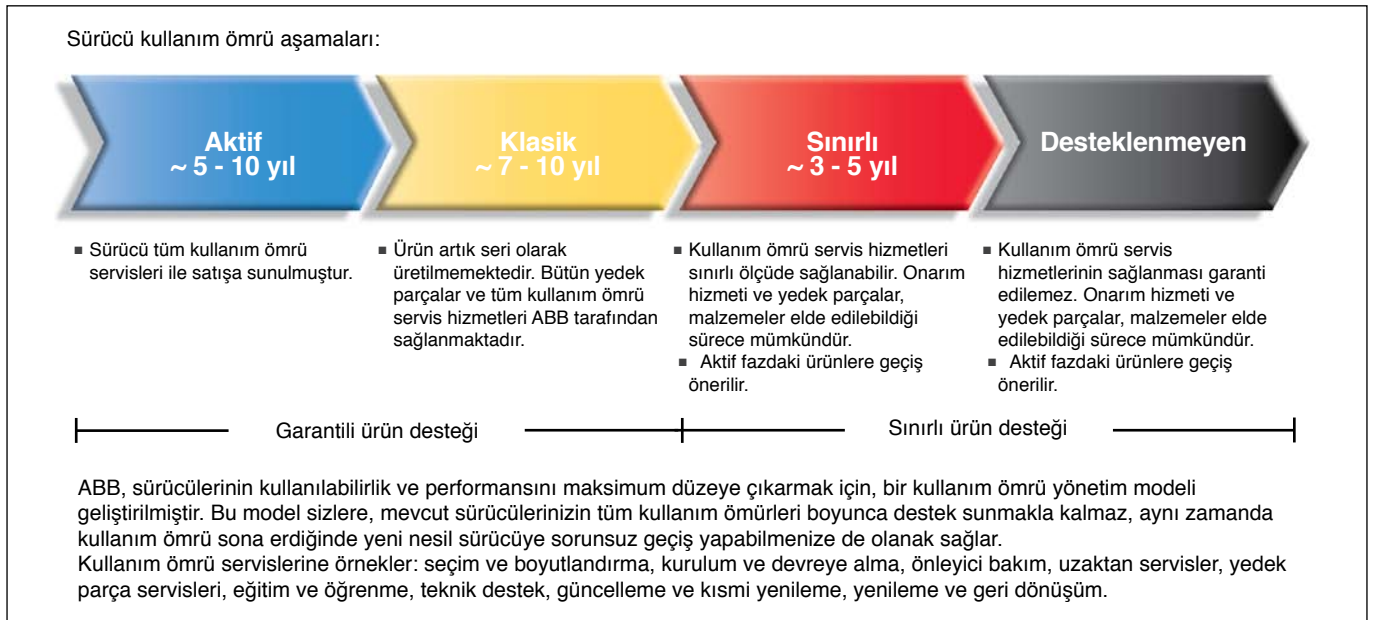 Sürücü kullanım ömrü aşamaları:
Aktif
~ 5 - 10 yıl
Klasik
~ 7 - 10 yıl
Sınırlı
~ 3 - 5 yıl
Desteklenmeyen
■ Sürücü tüm kullanım ömrü
servisleri ile satışa sunulmuştur.
■ Ürün artık seri olarak
üretilmemektedir. Bütün yedek
parçalar ve tüm kullanım ömrü
servis hizmetleri ABB tarafından
sağlanmaktadır.
■ Kullanım ömrü servis hizmetleri
sınırlı ölçüde sağlanabilir. Onarım
hizmeti ve yedek parçalar,
malzemeler elde edilebildiği
sürece mümkündür.
■ Aktif fazdaki ürünlere geçiş
önerilir.
■ Kullanım ömrü servis
hizmetlerinin sağlanması garanti
edilemez. Onarım hizmeti ve
yedek parçalar, malzemeler elde
edilebildiği sürece mümkündür.
■ Aktif fazdaki ürünlere geçiş
önerilir.
Garantili ürün desteği
Sınırlı ürün desteği
ABB, sürücülerinin kullanılabilirlik ve performansını maksimum düzeye çıkarmak için, bir kullanım ömrü yönetim modeli
geliştirilmiştir. Bu model sizlere, mevcut sürücülerinizin tüm kullanım ömürleri boyunca destek sunmakla kalmaz, aynı zamanda
kullanım ömrü sona erdiğinde yeni nesil sürücüye sorunsuz geçiş yapabilmenize de olanak sağlar.
Kullanım ömrü servislerine örnekler: seçim ve boyutlandırma, kurulum ve devreye alma, önleyici bakım, uzaktan servisler, yedek
parça servisleri, eğitim ve öğrenme, teknik destek, güncelleme ve kısmi yenileme, yenileme ve geri dönüşüm.